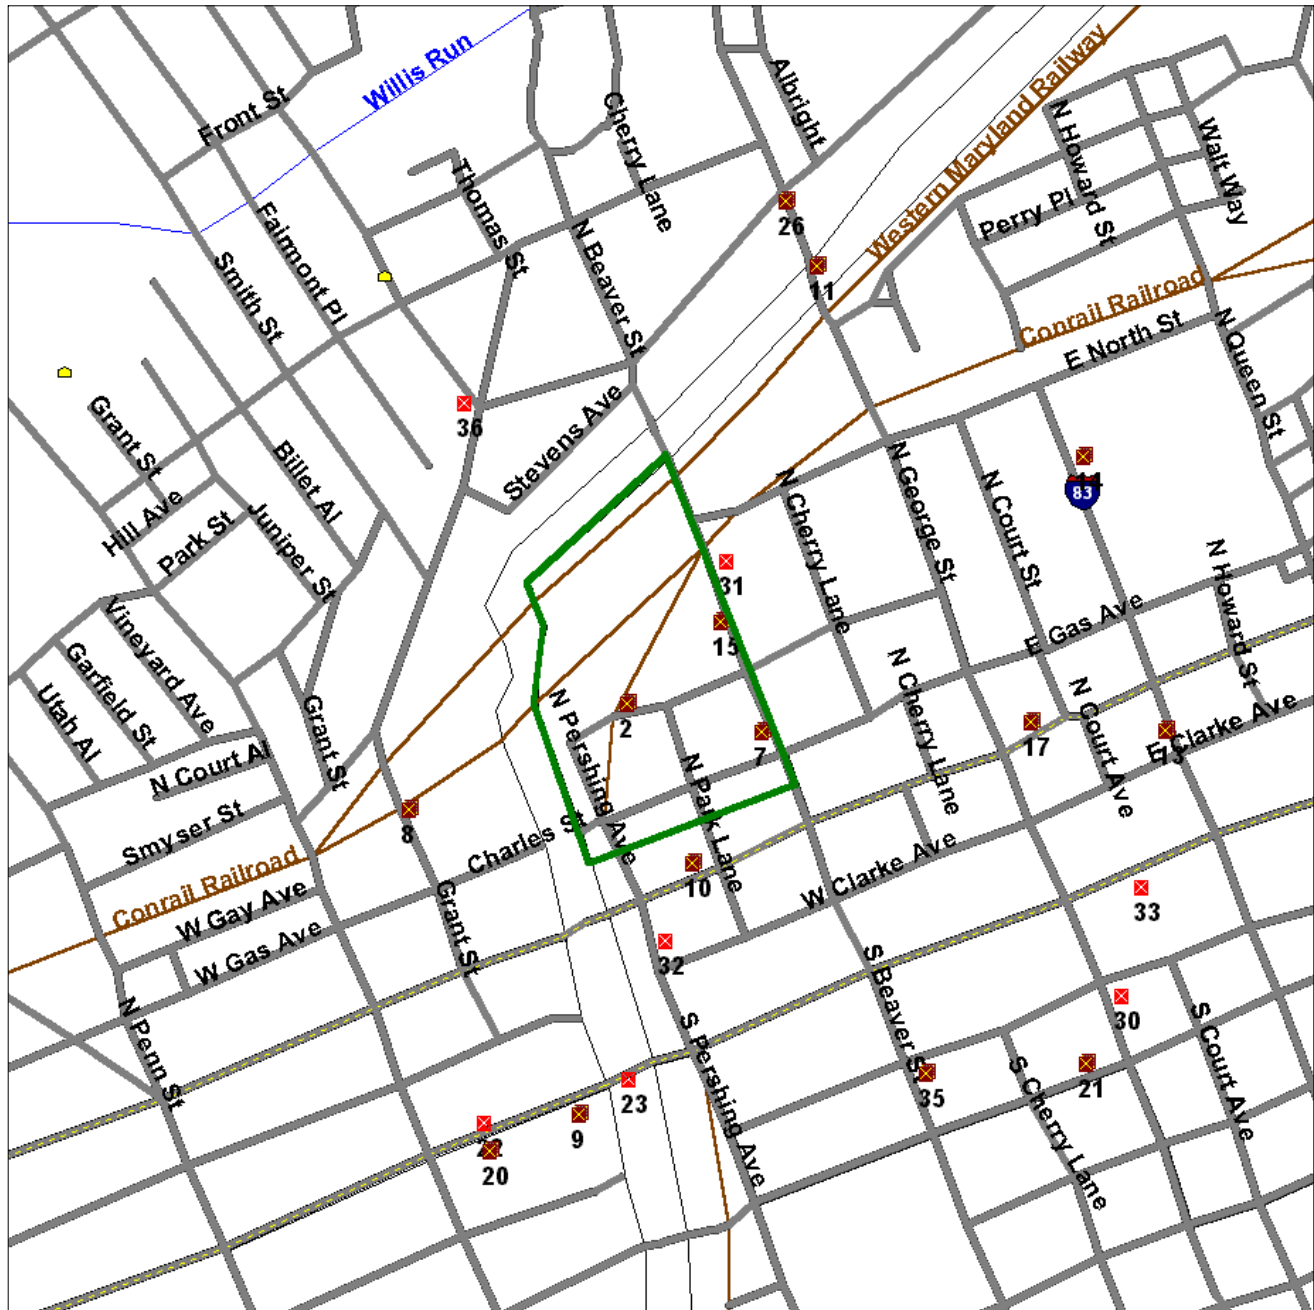 Albright
Willis Run
Western Maryland Railway
Front St
Cherry Lane
N Howard St
Walt Way
Thomas St
Fairmont Pl
N Beaver St
26
Perry Pl
Smith St
11
Conrail Railroad
E North St
N Queen St
Grant St
36
Stevens Ave
Billet Al
Hill Ave
Juniper St
Park St
N Cherry Lane
N George St
N Court St
83
31
15
E Gas Ave
N Howard St
Vineyard Ave
Garfield St
Utah Al
Grant St
N Pershing Ave
2
7
N Cherry Lane
17
N Court Ave
E Clarke Ave
N Court Al
N Park Lane
Smyser St
8
Charles St
Conrail Railroad
10
W Clarke Ave
W Gay Ave
Grant St
33
W Gas Ave
32
S Beaver St
30
N Penn St
S Pershing Ave
S Court Ave
23
35
21
S Cherry Lane
9
20